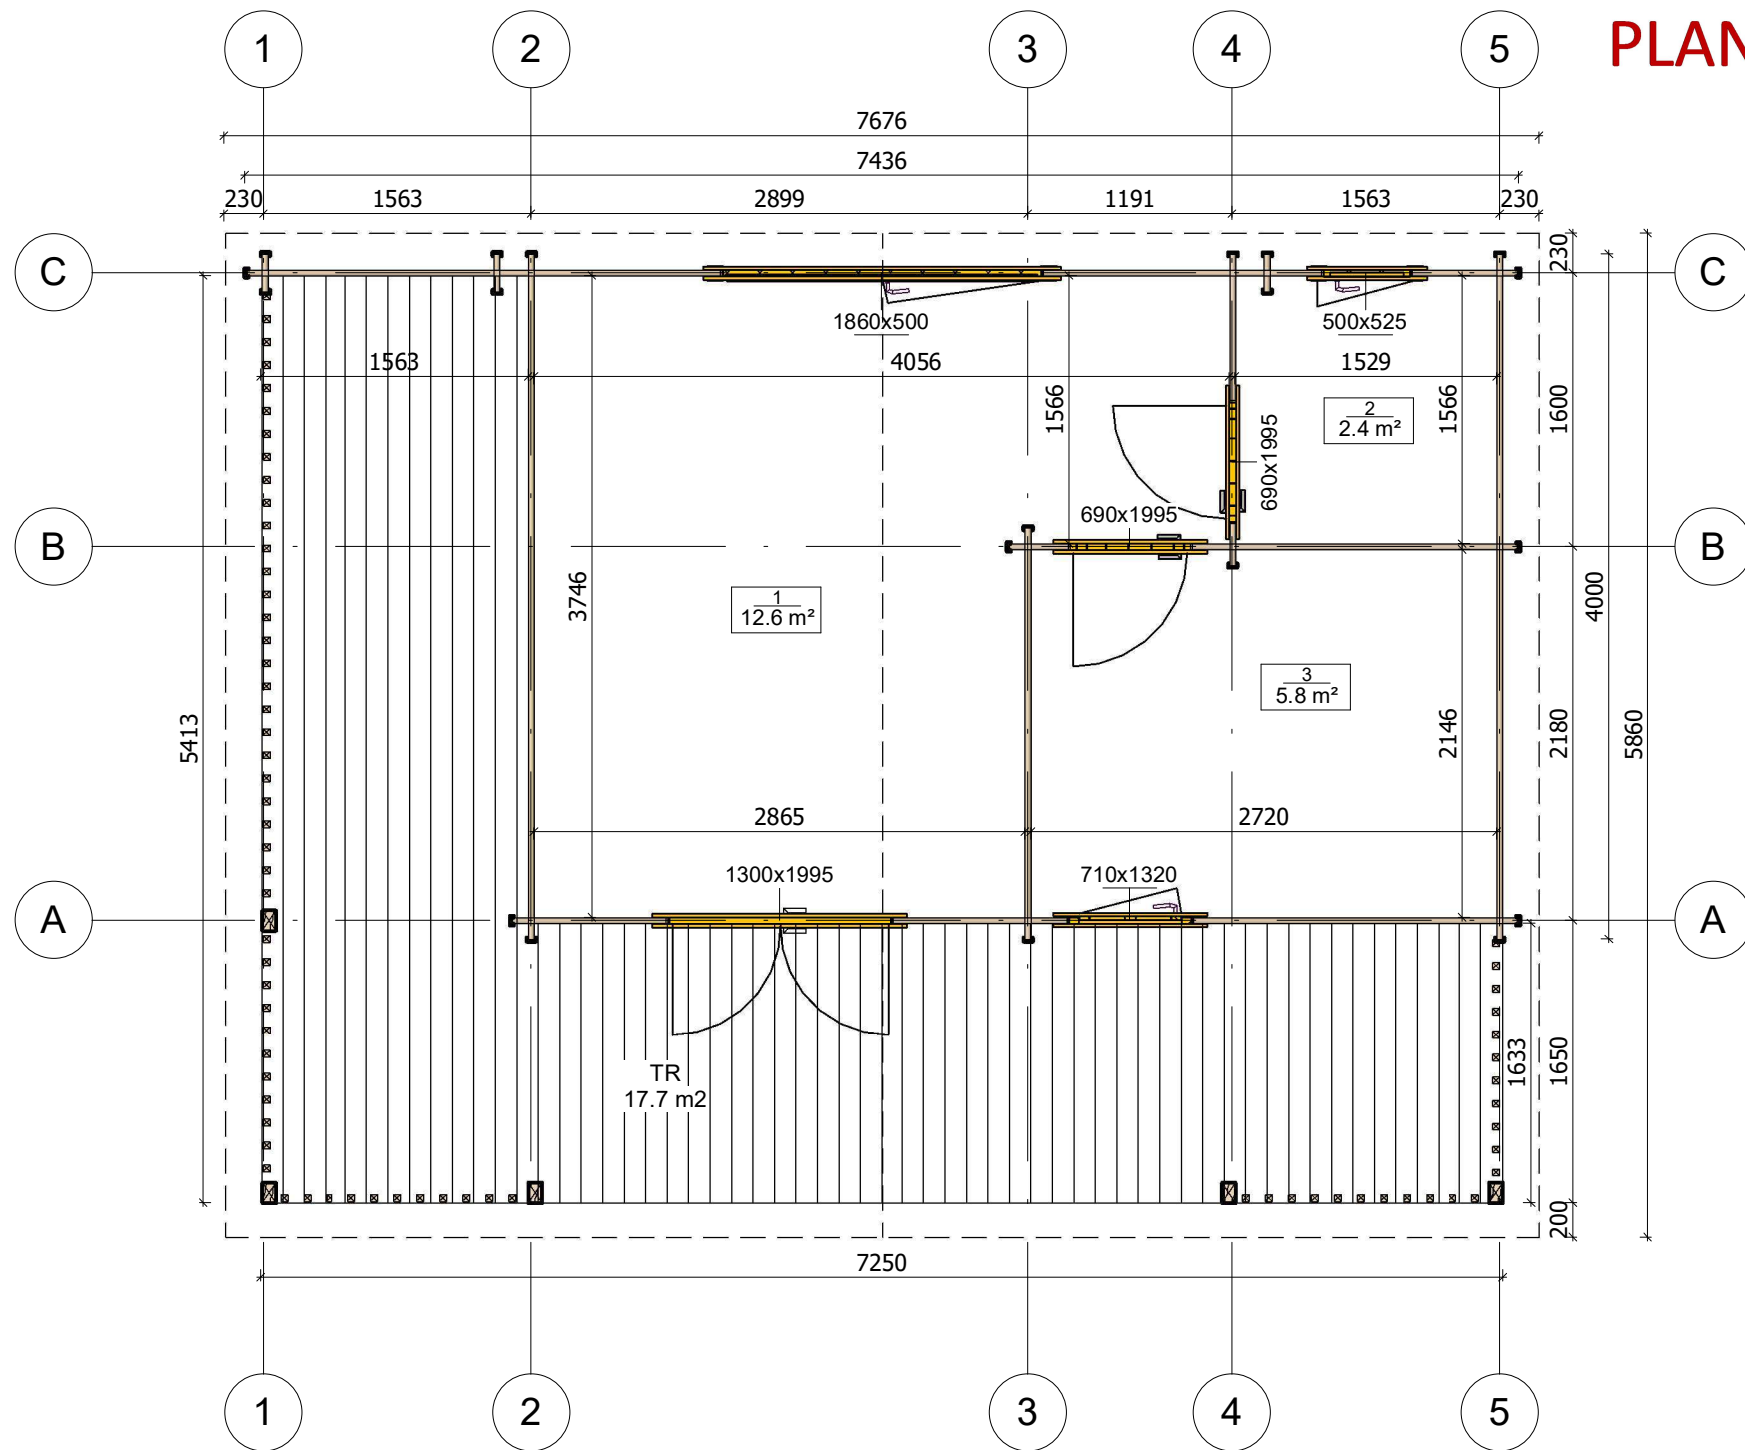 1 2 3 4 5
PLAN
7676
7436
230 1563 2899 1191 1563 230
C C
230
1860x500 500x525
1563 4056 1529
1566 1566 1600
2
2.4 m²
690x1995
690x1995
B B
3746
4000
1
12.6 m²
3
5.8 m²
5413 2146 2180 5860
2865 2720
1300x1995 710x1320
A A
TR
17.7 m2
1633 1650
200
7250
1 2 3 4 5